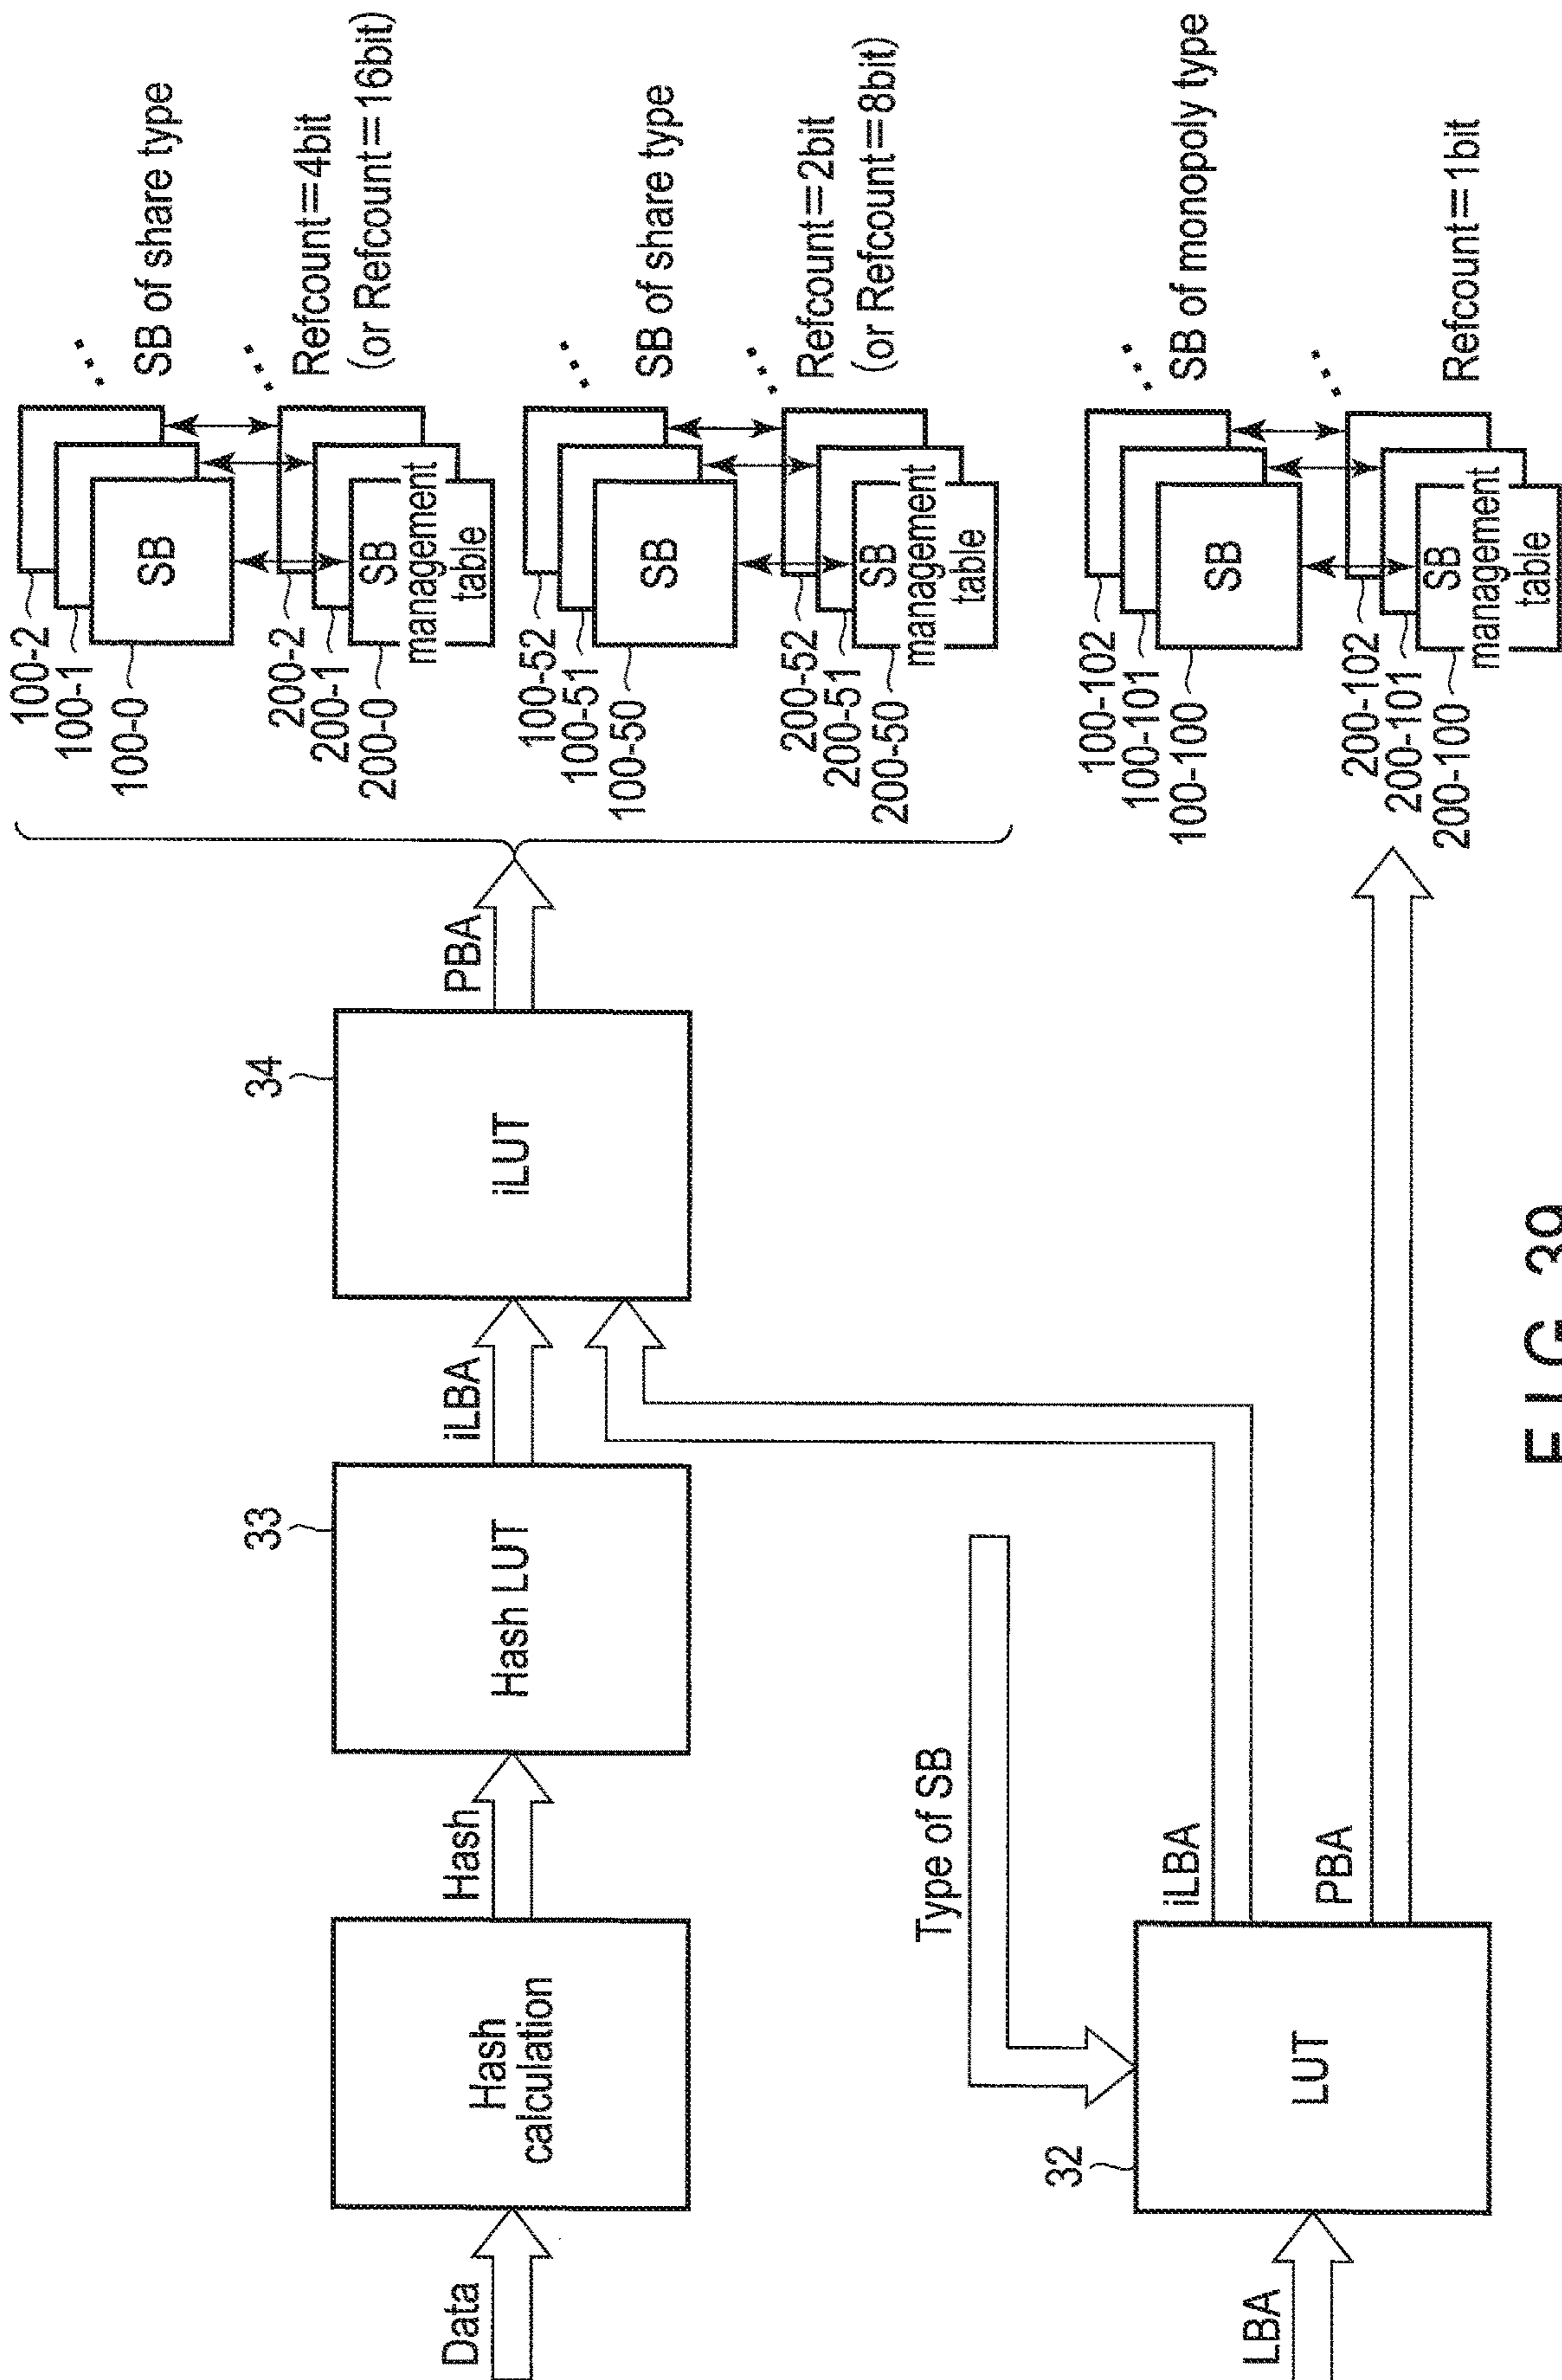 Data
Hash
calculation
Hash
Hash LUT
33
iLBA
iLUT
34
PBA
100-2
100-1
100-0
SB
SB of share type
200-2
200-1
200-0
SB
management
table
Refcount=4bit
(or Refcount=16bit)
100-52
100-51
100-50
SB
SB of share type
200-52
200-51
200-50
SB
management
table
Refcount=2bit
(or Refcount=8bit)
LBA
LUT
32
Type of SB
iLBA
PBA
100-102
100-101
100-100
SB
SB of monopoly type
200-102
200-101
200-100
SB
management
table
Refcount=1bit
FIG. 39